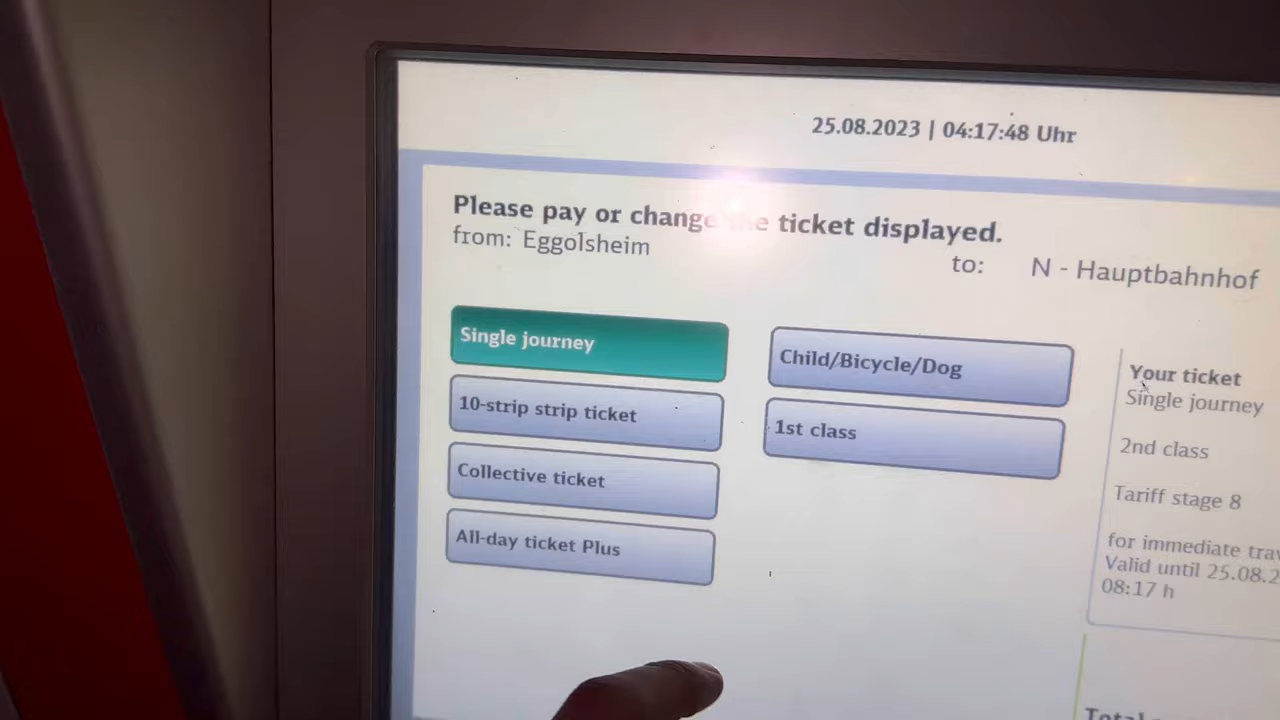 25.08.2023 | 04:17:48 Uhr
Please pay or change the ticket displayed.
from: Eggolsheim
to: N - Hauptbahnhof
Single journey
10-strip strip ticket
Collective ticket
All-day ticket Plus
Child/Bicycle/Dog
1st class
Your ticket
Single journey
2nd class
Tariff stage 8
for immediate
Valid until 25.08.2
08:17 h
Total